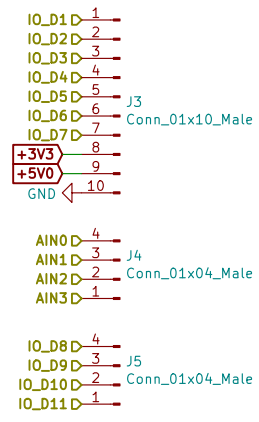 IO_D1 1
IO_D2 2
IO_D3 3
IO_D4 4
IO_D5 5
J3
IO_D6 6
Conn_01x10_Male
IO_D7 7
+3V3 8
+5V0 9
GND 10
AIN0 4
AIN1 3
J4
Conn_01x04_Male
AIN2 2
AIN3 1
IO_D8 4
IO_D9 3
J5
Conn_01x04_Male
IO_D10 2
IO_D11 1